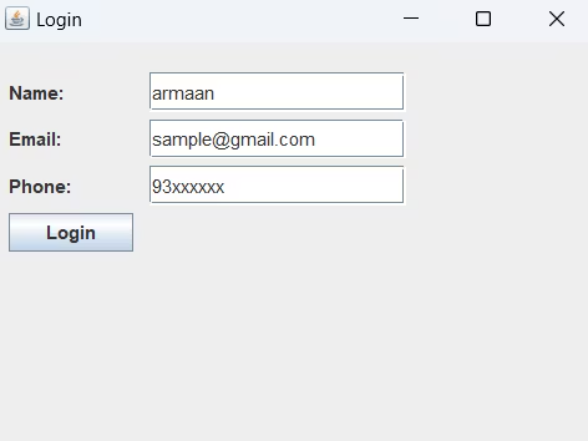 Login
Name: armaan
Email: sample@gmail.com
Phone: 93xxxxxx
Login